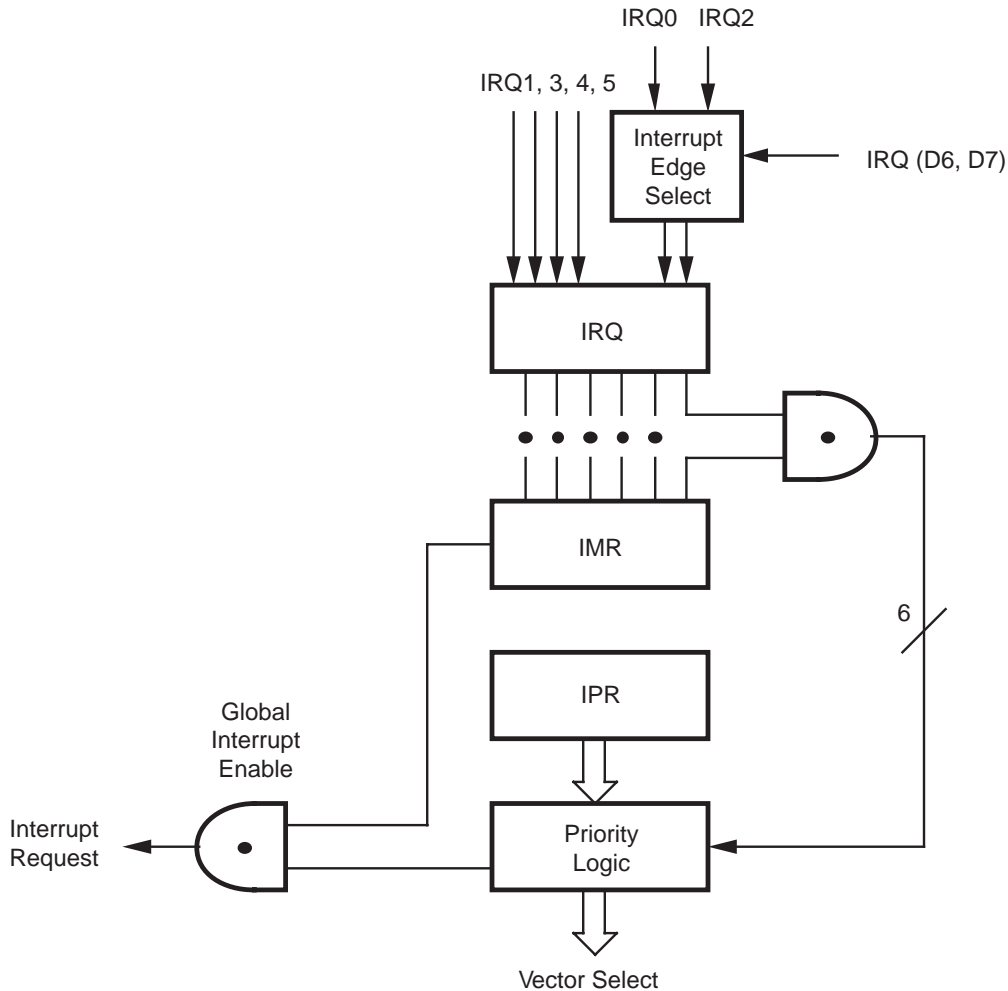 IRQ0 IRQ2
IRQ1, 3, 4, 5
Interrupt
Edge
Select
IRQ (D6, D7)
IRQ
IMR
6
IPR
Global
Interrupt
Enable
Interrupt
Request
Priority
Logic
Vector Select